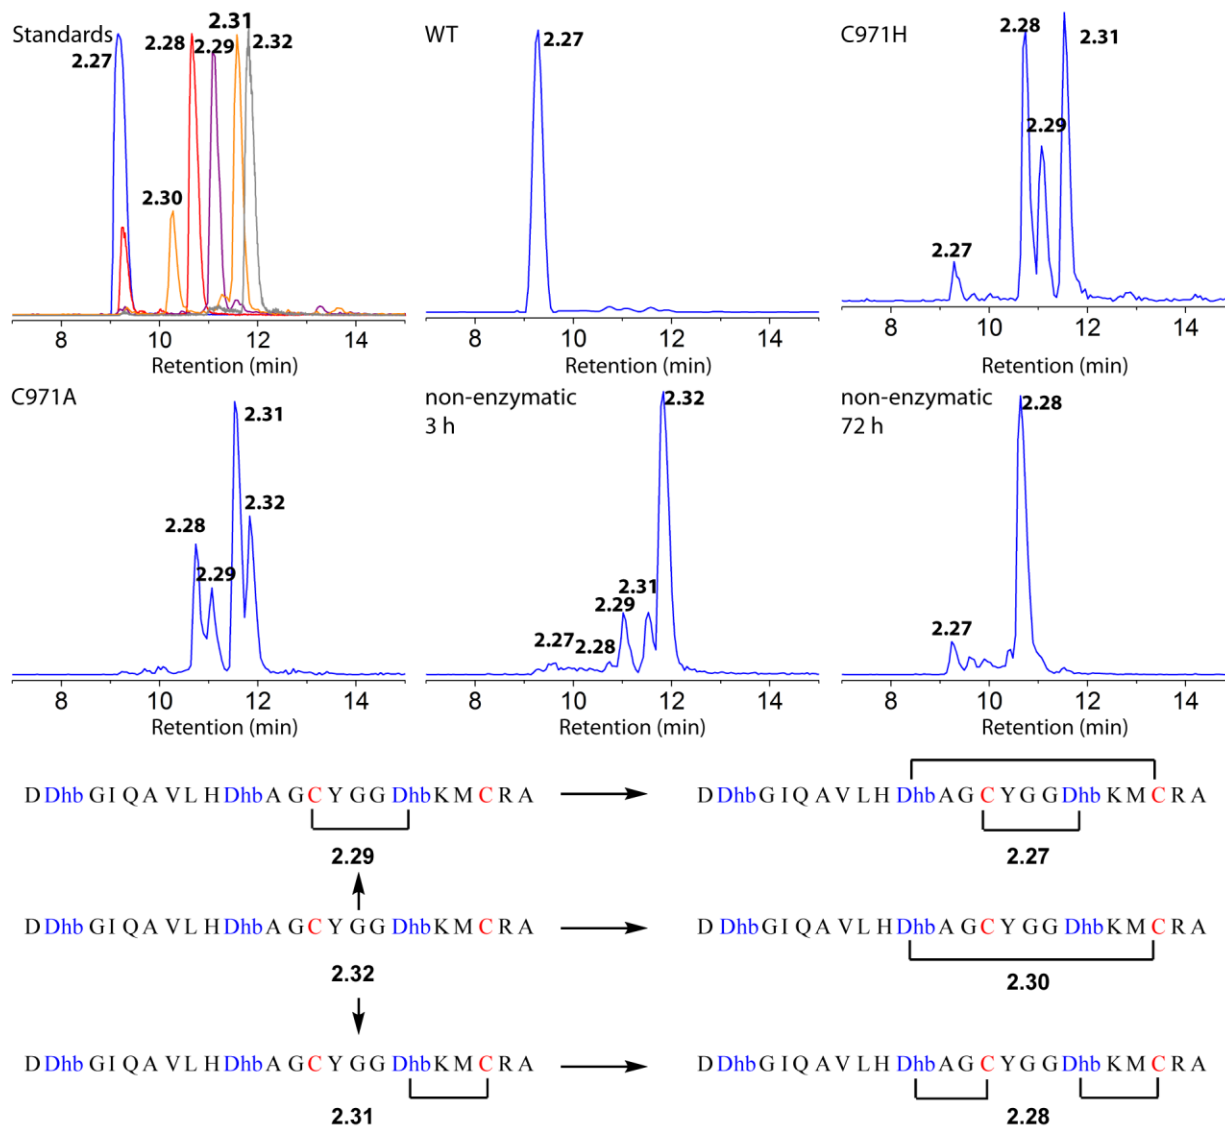 Standards
2.27
2.28
2.29
2.31
2.32
2.30
8 10 12 14
Retention (min)
WT
2.27
8 10 12 14
Retention (min)
C971H
2.28
2.31
2.29
2.27
8 10 12 14
Retention (min)
C971A
2.31
2.32
2.28
2.29
8 10 12 14
Retention (min)
non-enzymatic
3 h
2.32
2.31
2.29
2.27
2.28
8 10 12 14
Retention (min)
non-enzymatic
72 h
2.28
2.27
8 10 12 14
Retention (min)
D Dhb G I Q A V L H Dhb A G C Y G G Dhb K M C R A
2.29
D Dhb G I Q A V L H Dhb A G C Y G G Dhb K M C R A
2.27
D Dhb G I Q A V L H Dhb A G C Y G G Dhb K M C R A
2.32
D Dhb G I Q A V L H Dhb A G C Y G G Dhb K M C R A
2.30
D Dhb G I Q A V L H Dhb A G C Y G G Dhb K M C R A
2.31
D Dhb G I Q A V L H Dhb A G C Y G G Dhb K M C R A
2.28